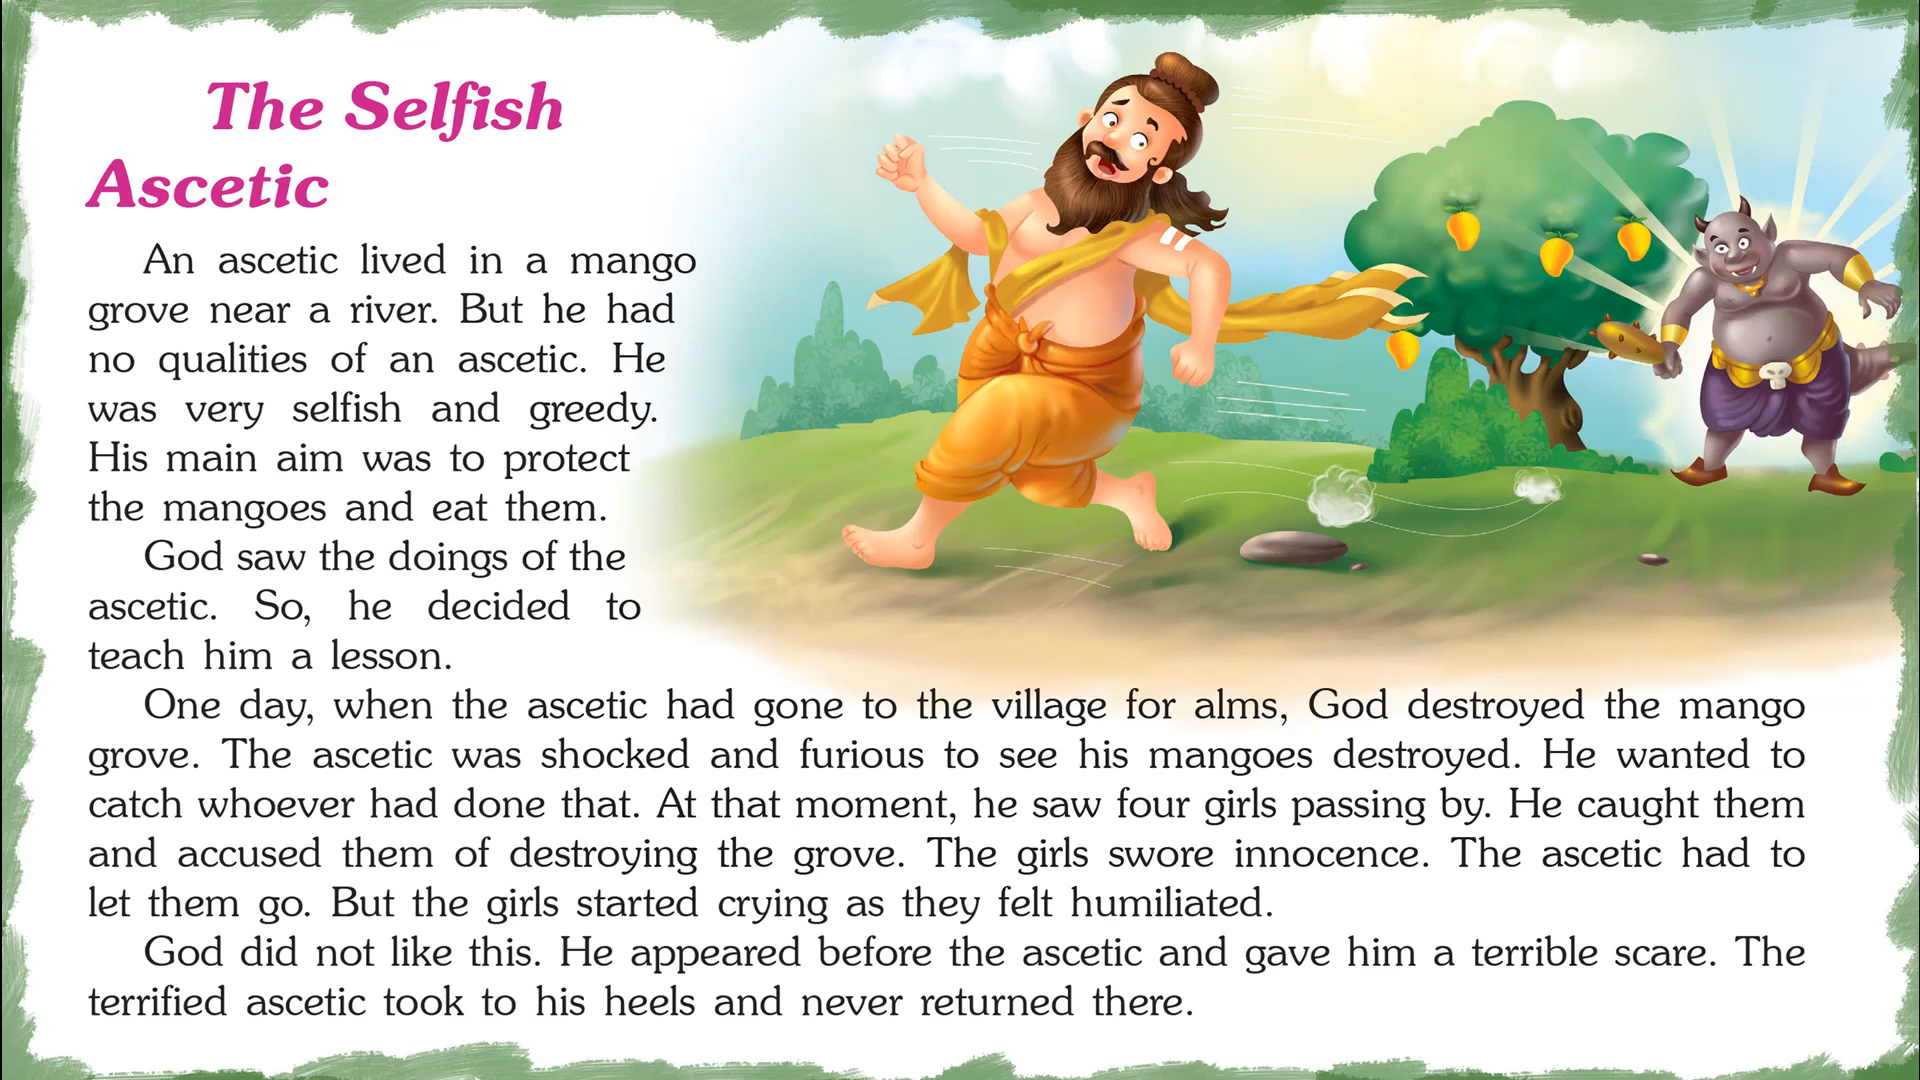 The Selfish
Ascetic
An ascetic lived in a mango
grove near a river. But he had
no qualities of an ascetic. He
was very selfish and greedy.
His main aim was to protect
the mangoes and eat them.
God saw the doings of the
ascetic. So, he decided to
teach him a lesson.
One day, when the ascetic had gone to the village for alms, God destroyed the mango
grove. The ascetic was shocked and furious to see his mangoes destroyed. He wanted to
catch whoever had done that. At that moment, he saw four girls passing by. He caught them
and accused them of destroying the grove. The girls swore innocence. The ascetic had to
let them go. But the girls started crying as they felt humiliated.
God did not like this. He appeared before the ascetic and gave him a terrible scare. The
terrified ascetic took to his heels and never returned there.